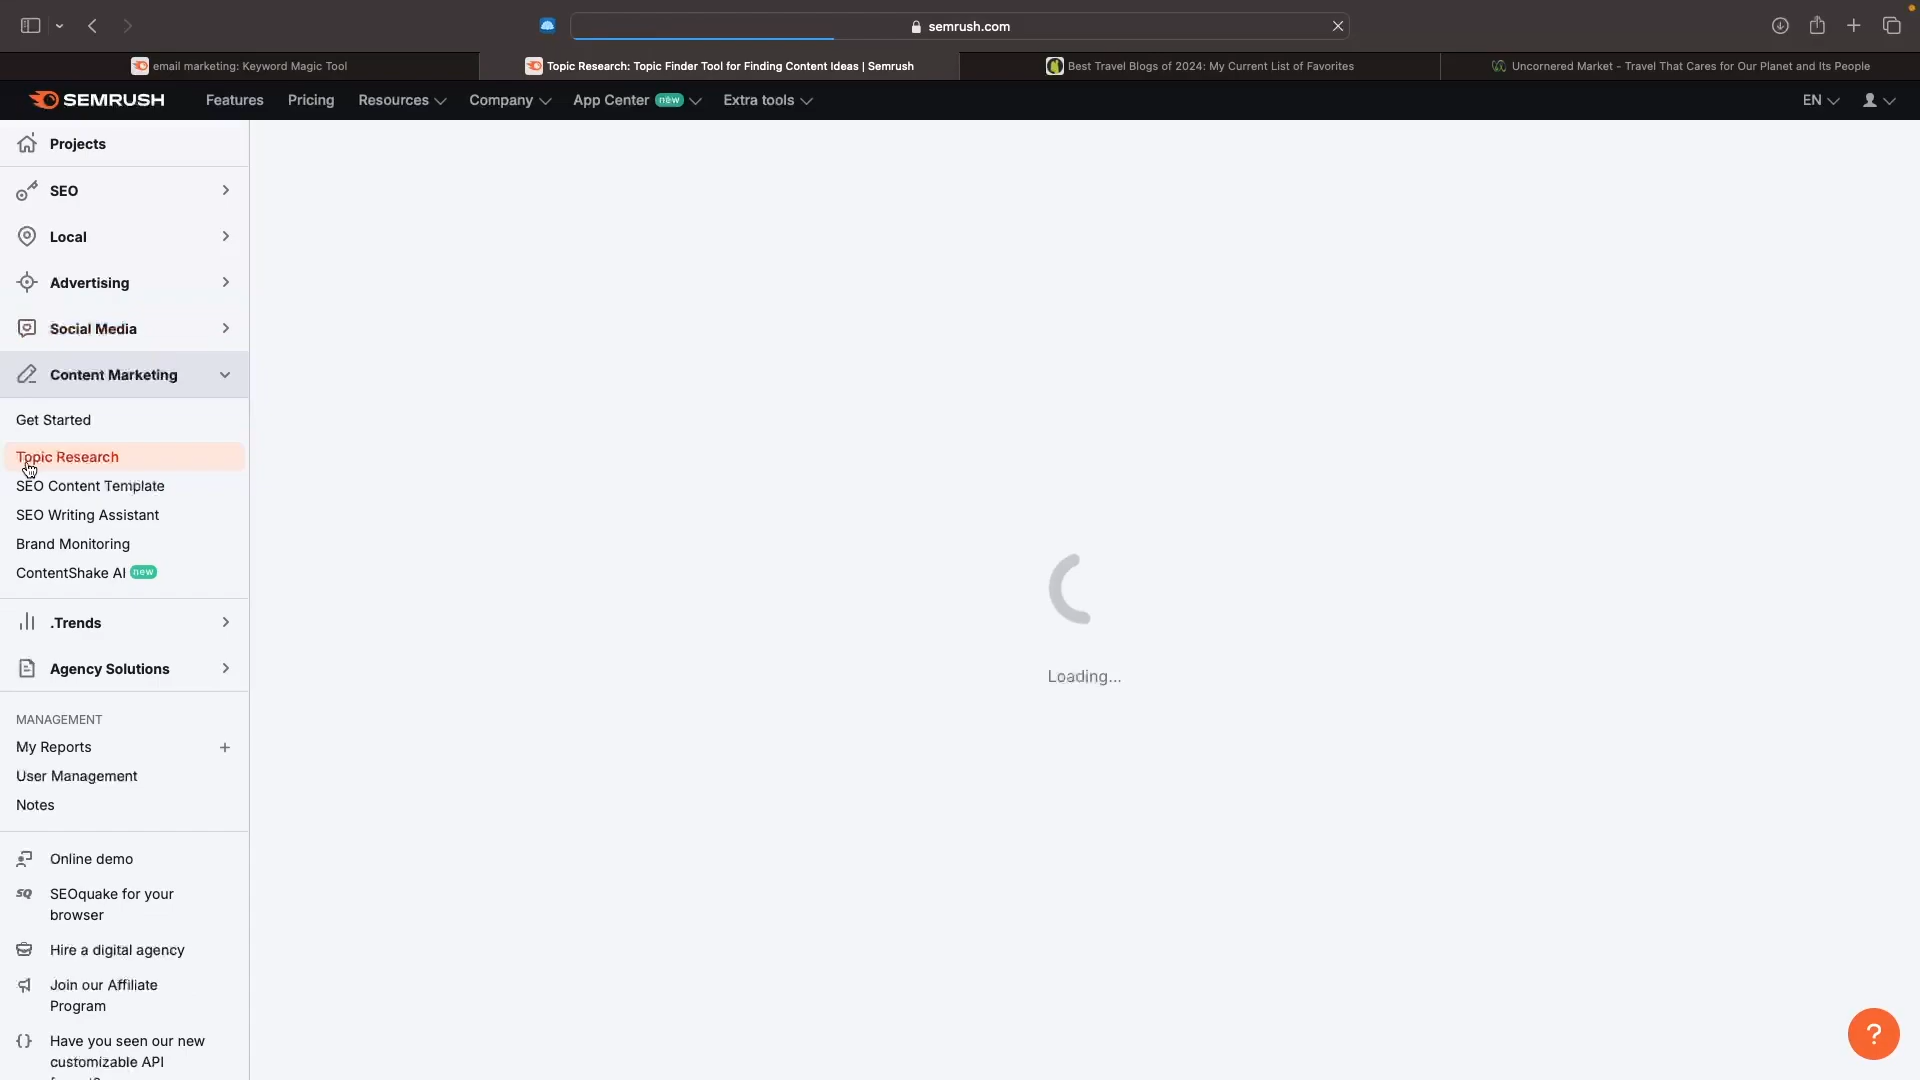 semrush.com
email marketing: Keyword Magic Tool
Topic Research: Topic Finder Tool for Finding Content Ideas | Semrush
Best Travel Blogs of 2024: My Current List of Favorites
Uncornered Market - Travel That Cares for Our Planet and Its People
SEMRUSH
Features
Pricing
Resources
Company
App Center new
Extra tools
EN
Projects
SEO
Local
Advertising
Social Media
Content Marketing
Get Started
Topic Research
SEO Content Template
SEO Writing Assistant
Brand Monitoring
ContentShake AI new
.Trends
Agency Solutions
MANAGEMENT
My Reports +
User Management
Notes
Online demo
SQ SEOquake for your
browser
Hire a digital agency
Join our Affiliate
Program
{} Have you seen our new
customizable API
Loading...
?